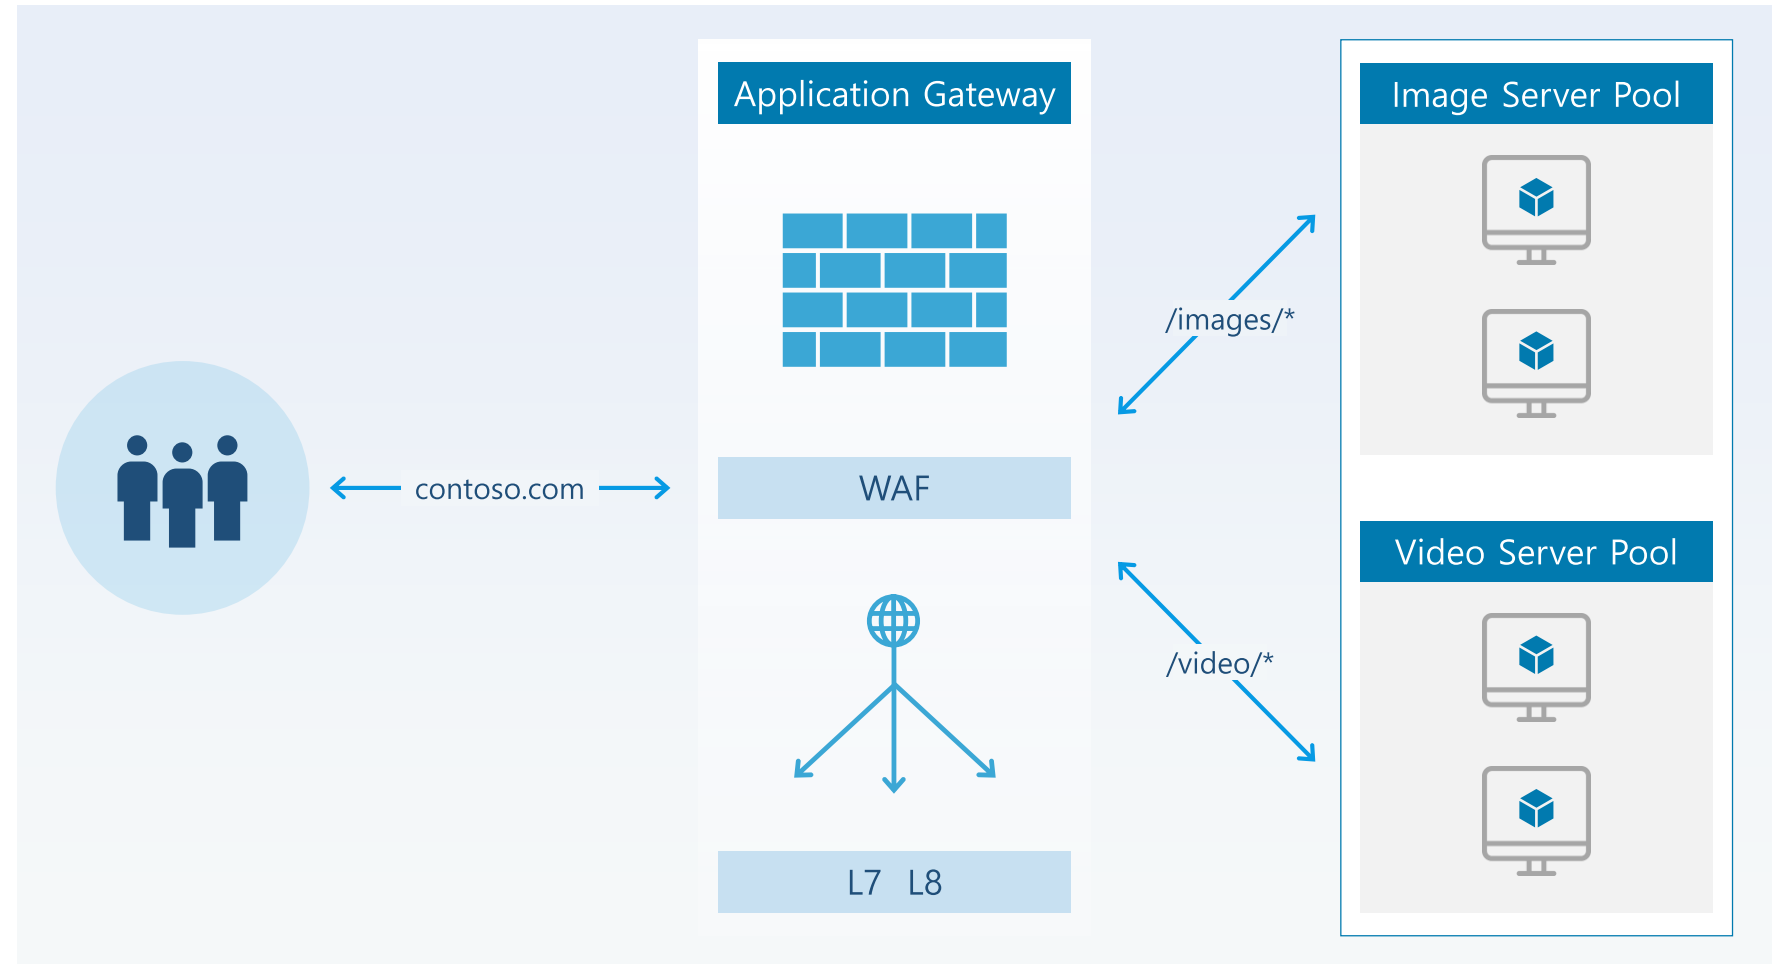 Application Gateway
Image Server Pool
/images/*
contoso.com
WAF
Video Server Pool
/video/*
L7 L8